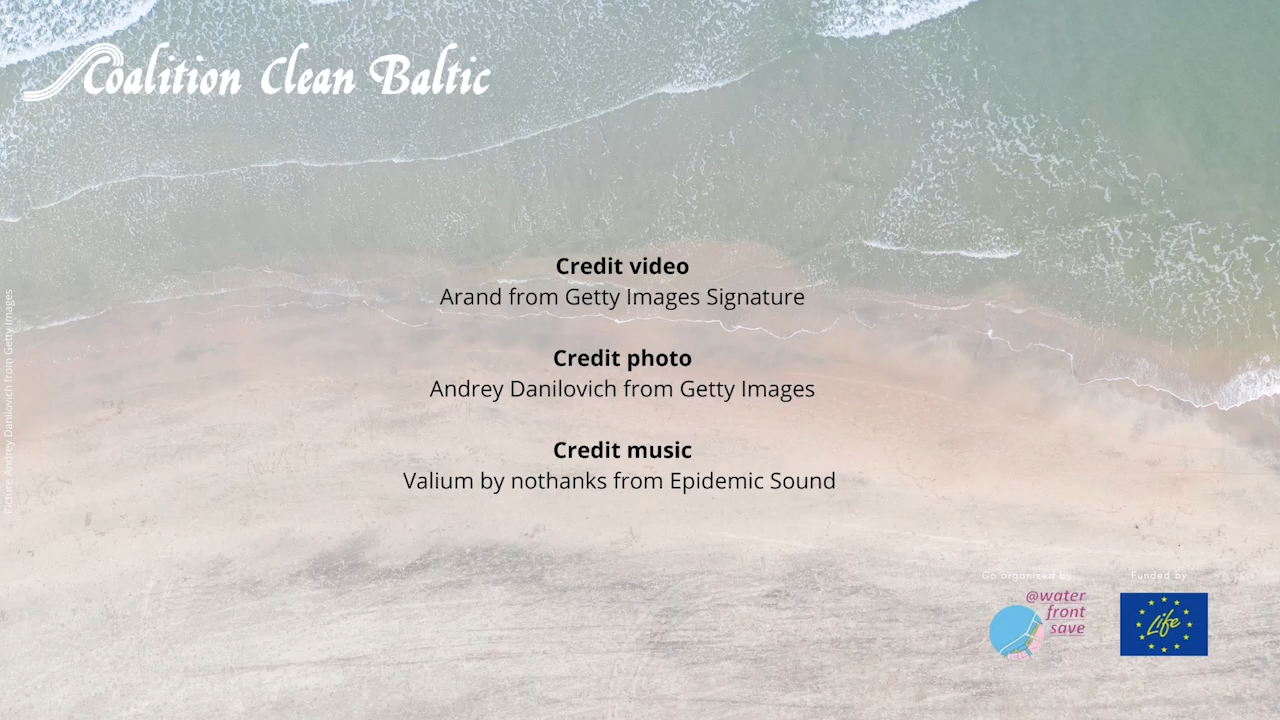 Coalition Clean Baltic
Credit video
Arand from Getty Images Signature
Credit photo
Andrey Danilovich from Getty Images
Credit music
Valium by nothanks from Epidemic Sound
Picture Andrey Danilovich from Getty Images
Co organized by
Funded by
@water
front
save
Life